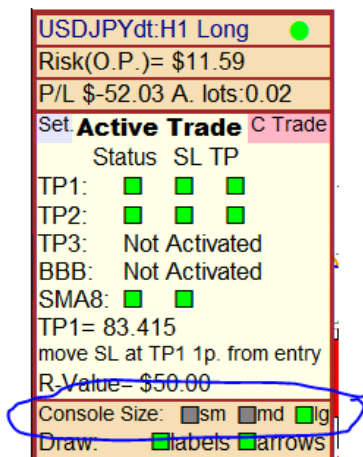 USDJPYdt:H1 Long
Risk(O.P.)= $11.59
P/L $-52.03 A. lots:0.02
Set. Active Trade C Trade
Status SL TP
TP1:
TP2:
TP3: Not Activated
BBB: Not Activated
SMA8:
TP1= 83.415
move SL at TP1 1p. from entry
R-Value= $50.00
Console Size: sm md lg
Draw: labels arrows